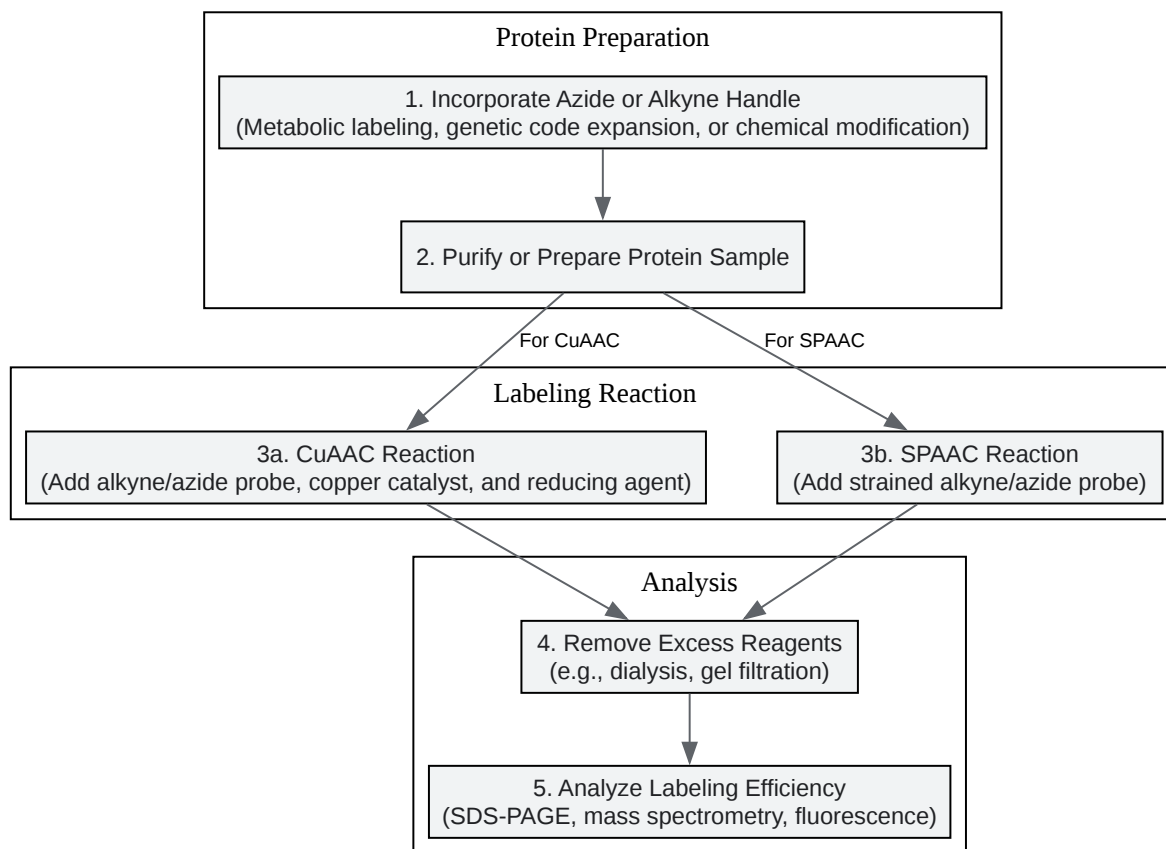 Protein Preparation
1. Incorporate Azide or Alkyne Handle
(Metabolic labeling, genetic code expansion, or chemical modification)
2. Purify or Prepare Protein Sample
For CuAAC
For SPAAC
Labeling Reaction
3a. CuAAC Reaction
(Add alkyne/azide probe, copper catalyst, and reducing agent)
3b. SPAAC Reaction
(Add strained alkyne/azide probe)
Analysis
4. Remove Excess Reagents
(e.g., dialysis, gel filtration)
5. Analyze Labeling Efficiency
(SDS-PAGE, mass spectrometry, fluorescence)